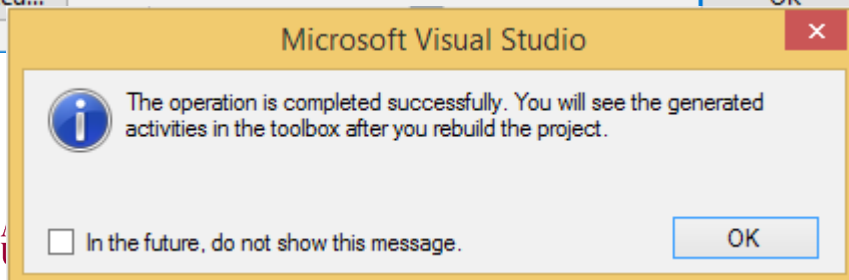 OK
Microsoft Visual Studio
The operation is completed successfully. You will see the generated
activities in the toolbox after you rebuild the project.
In the future, do not show this message.
OK